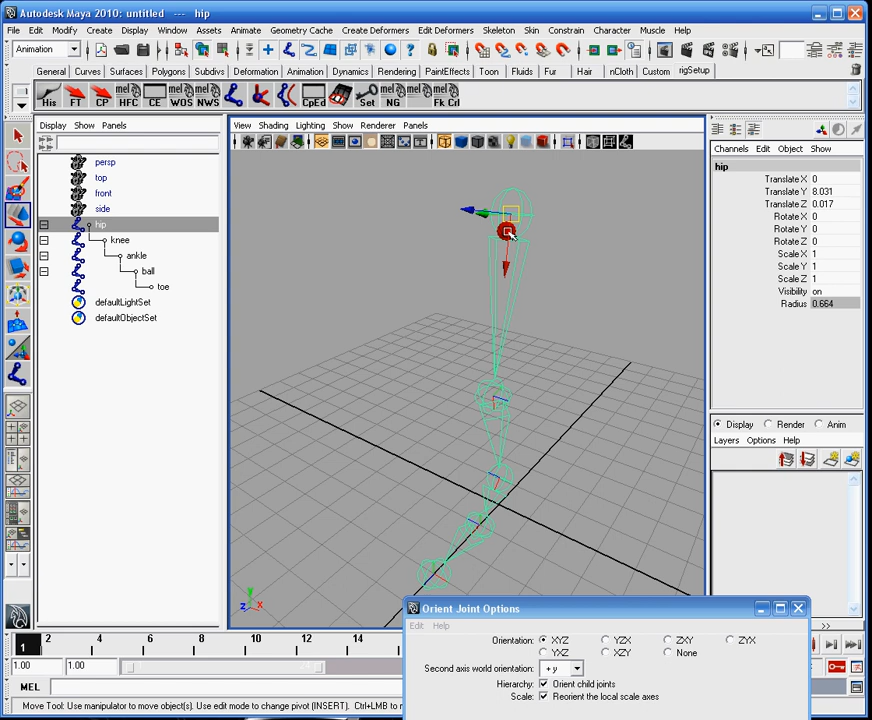 Autodesk Maya 2010: untitled --- hip
File Edit Modify Create Display Window Assets Animate Geometry Cache Create Deformers Edit Deformers Skeleton Skin Constrain Character Muscle Help
Animation
General Curves Surfaces Polygons Subdivs Deformation Animation Dynamics Rendering PaintEffects Toon Fluids Fur Hair nCloth Custom rigSetup
mel mel mel mel mel
His FT CP HFC CE WOS NWS CpEd Set NG Fk Crl
Display Show Panels
View Shading Lighting Show Renderer Panels
persp
top
front
side
hip
knee
ankle
ball
toe
defaultLightSet
defaultObjectSet
y
z x
Channels Edit Object Show
hip
Translate X 0
Translate Y 8.031
Translate Z 0.017
Rotate X 0
Rotate Y 0
Rotate Z 0
Scale X 1
Scale Y 1
Scale Z 1
Visibility on
Radius 0.664
Display Render Anim
Layers Options Help
>>
Orient Joint Options
Edit Help
Orientation: XYZ YZX ZXY ZYX
YXZ XZY None
Second axis world orientation: +y
Hierarchy: Orient child joints
Scale: Reorient the local scale axes
1 2 4 6 8 10 12 14
1.00 1.00
MEL
Move Tool: Use manipulator to move object(s). Use edit mode to change pivot (INSERT). Ctrl+LMB to r